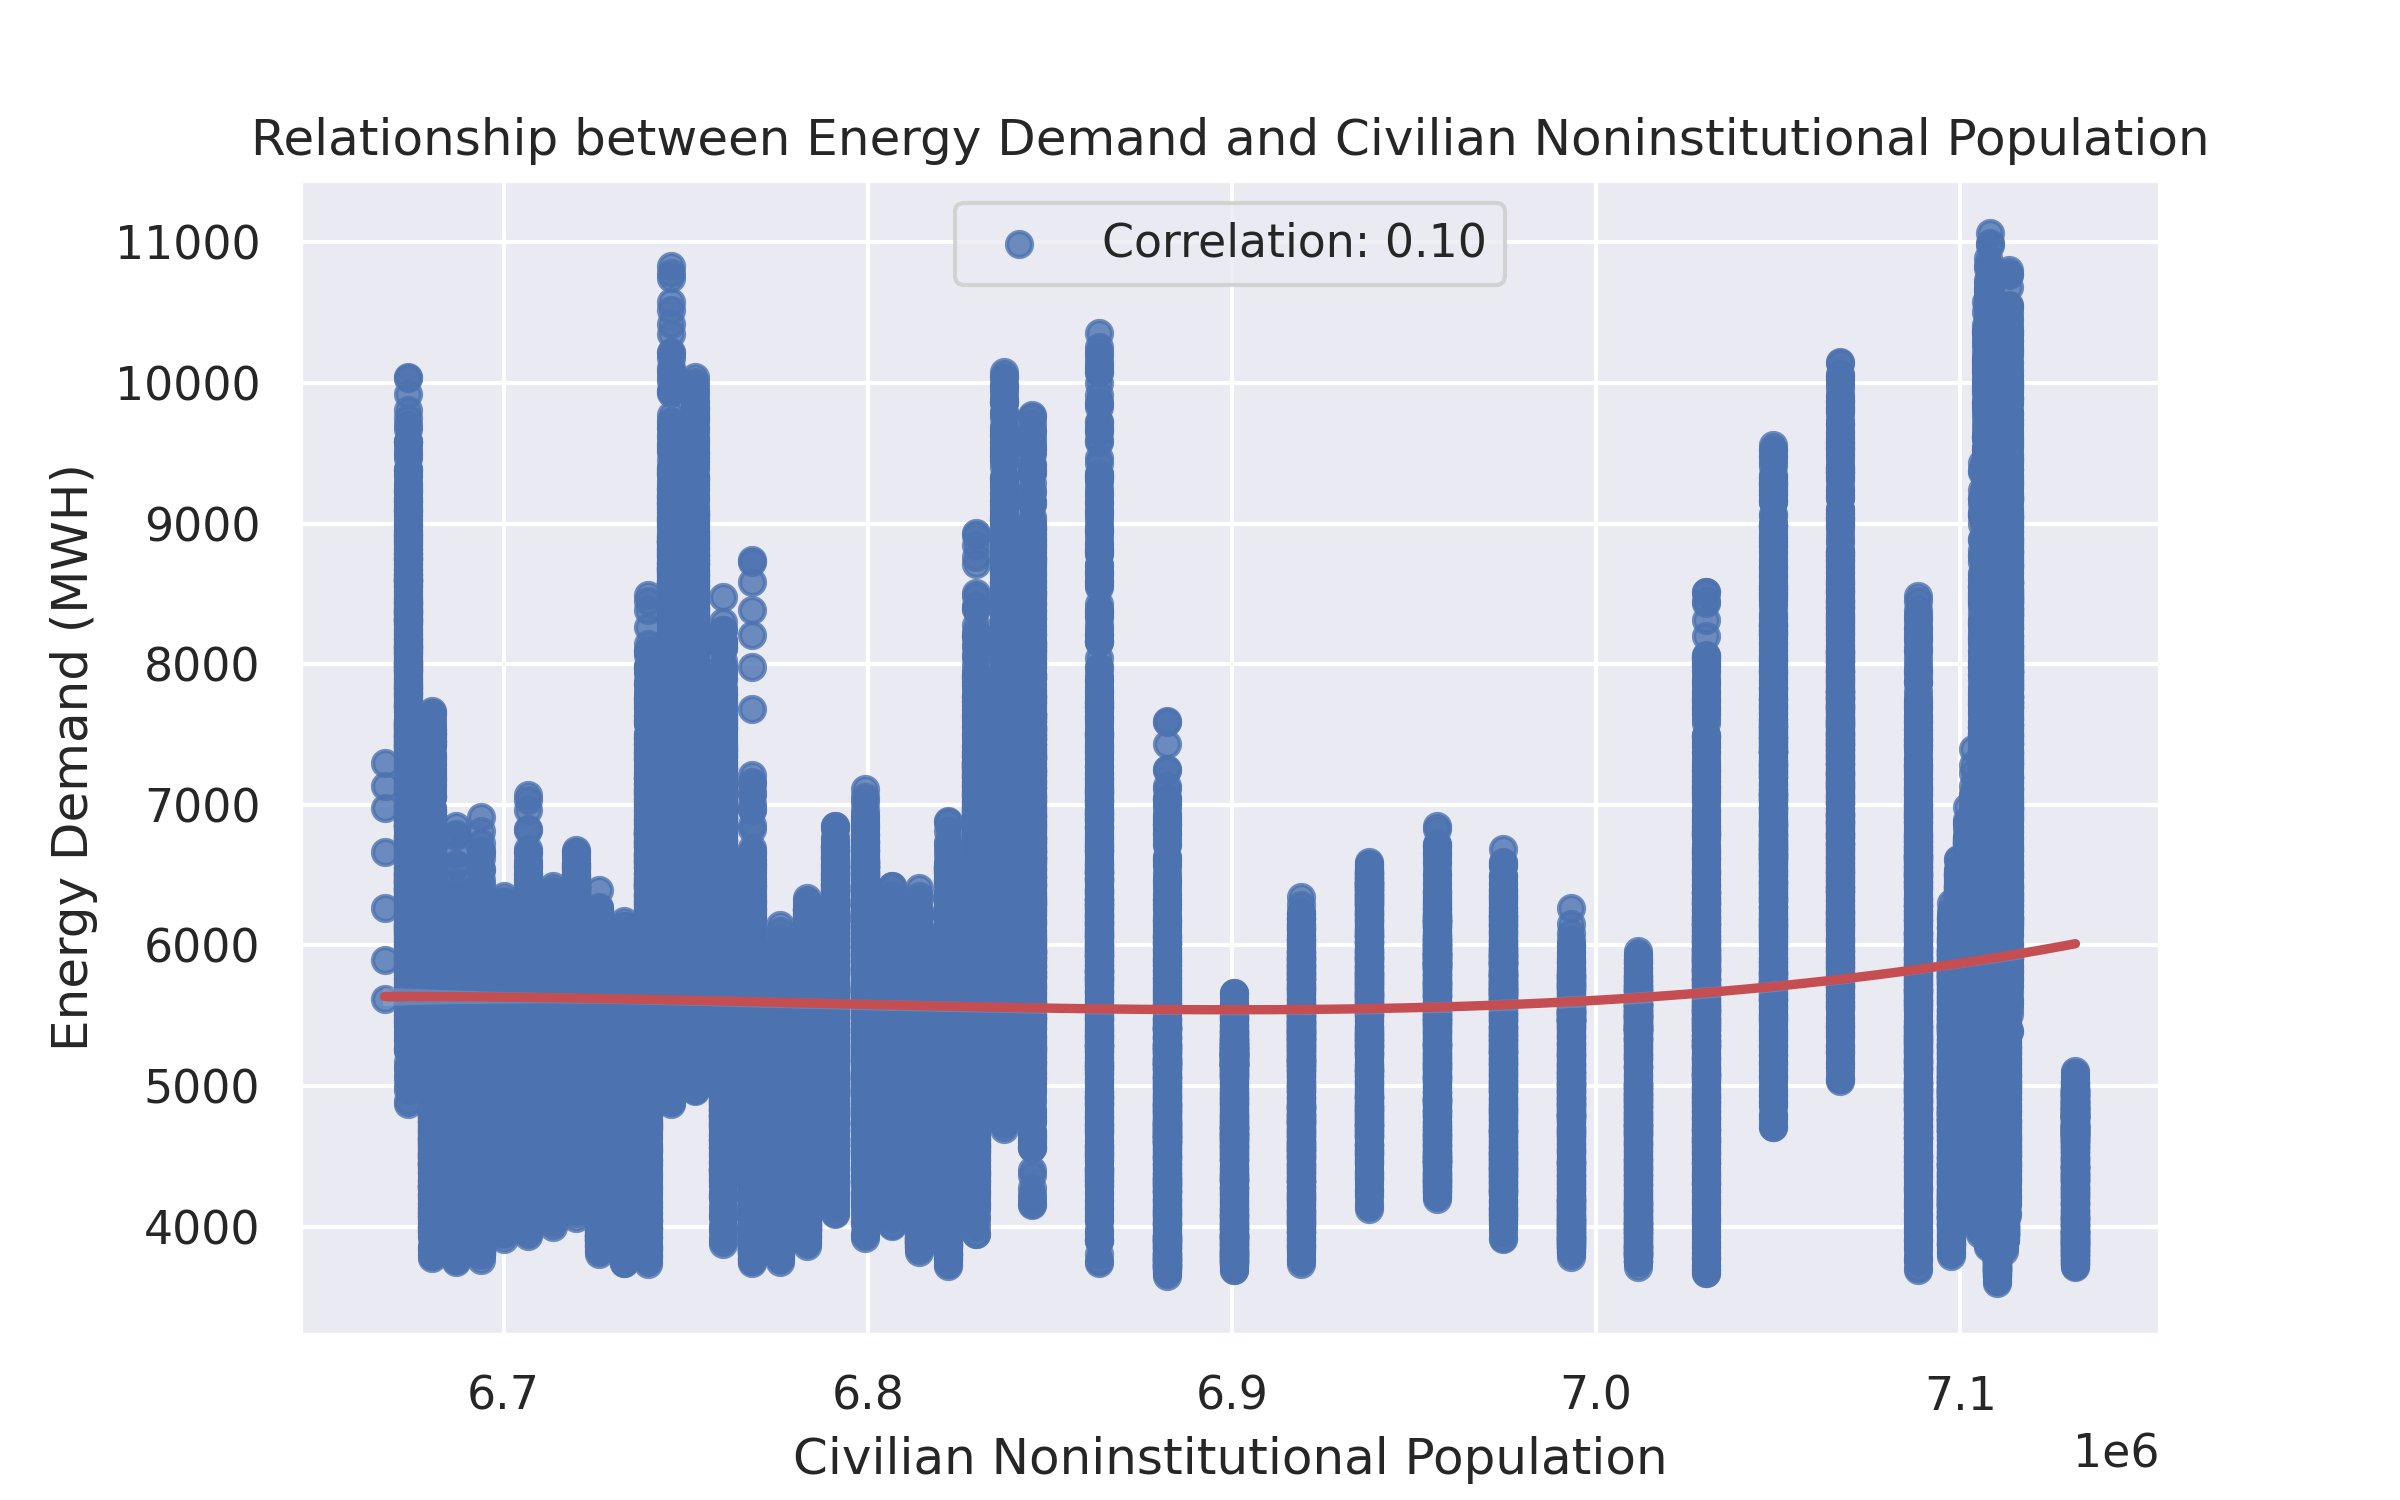 Relationship between Energy Demand and Civilian Noninstitutional Population
Correlation: 0.10
Energy Demand (MWH)
11000
10000
9000
8000
7000
6000
5000
4000
6.7 6.8 6.9 7.0 7.1
1e6
Civilian Noninstitutional Population